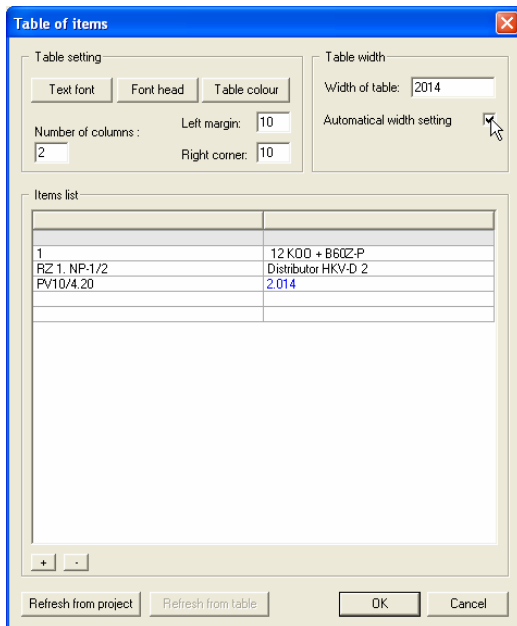 Table of items
Table setting
Text font Font head Table colour
Number of columns :
2
Left margin: 10
Right corner: 10
Table width
Width of table: 2014
Automatical width setting
Items list
1 12 KOO + B60Z-P
RZ 1. NP-1/2 Distributor HKV-D 2
PV10/4.20 2.014
+ -
Refresh from project Refresh from table OK Cancel